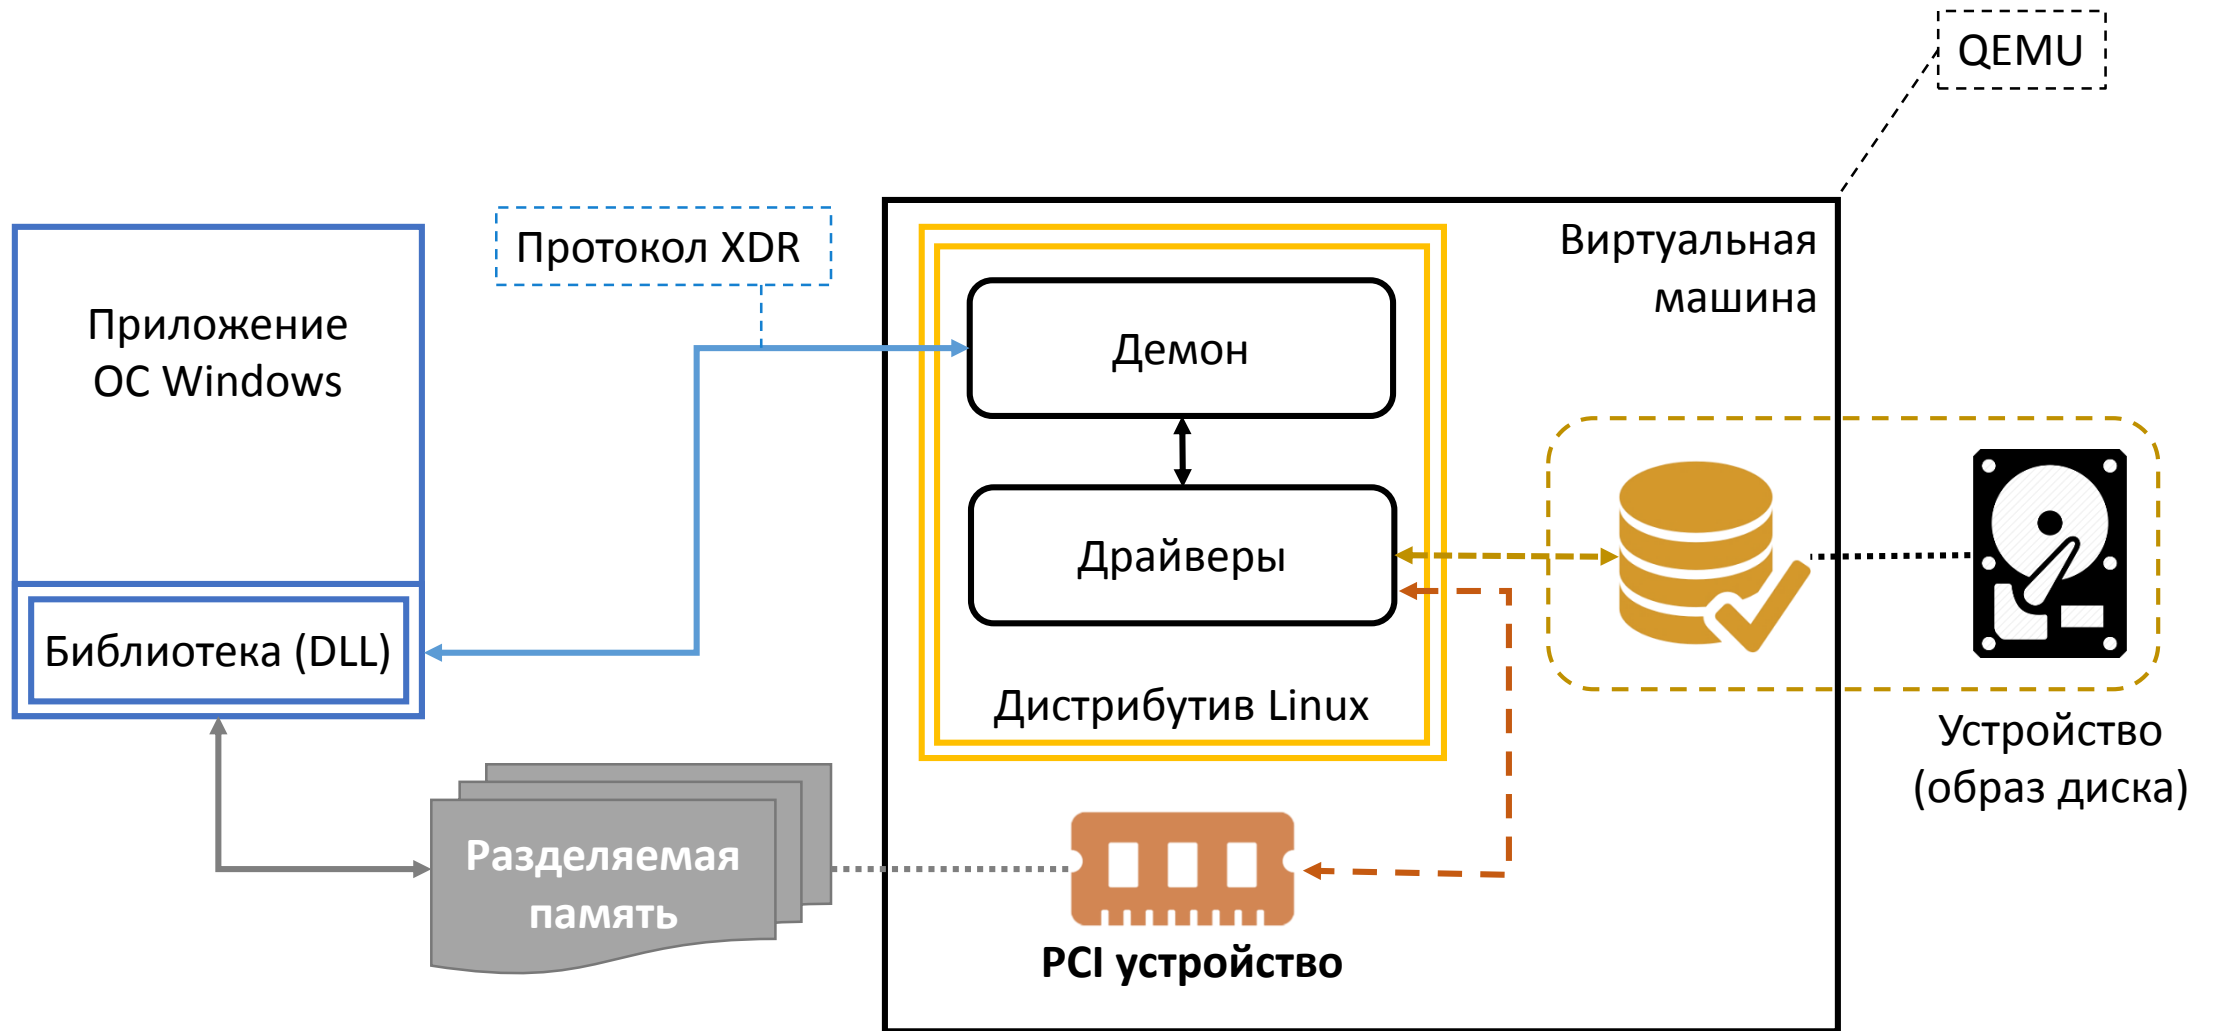 QEMU
Протокол XDR
Виртуальная
машина
Приложение
ОС Windows
Демон
Драйверы
Библиотека (DLL)
Дистрибутив Linux
Устройство
(образ диска)
Разделяемая
память
PCI устройство